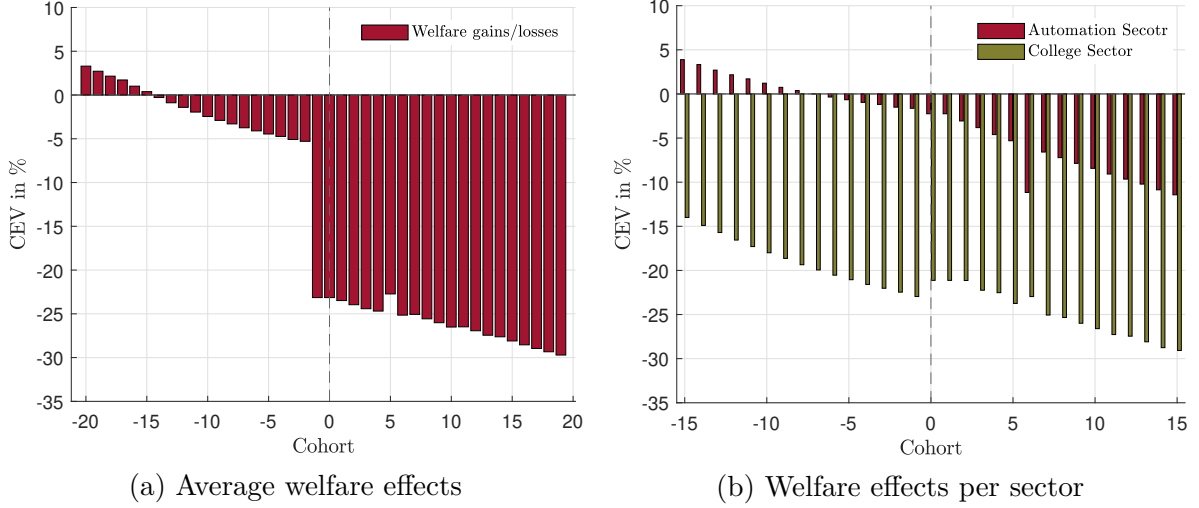 10
5
0
-5
-10
-15
-20
-25
-30
-35
CEV in %
Welfare gains/losses
-20 -15 -10 -5 0 5 10 15 20
Cohort
(a) Average welfare effects
10
5
0
-5
-10
-15
-20
-25
-30
-35
CEV in %
Automation Secotr
College Sector
-15 -10 -5 0 5 10 15
Cohort
(b) Welfare effects per sector